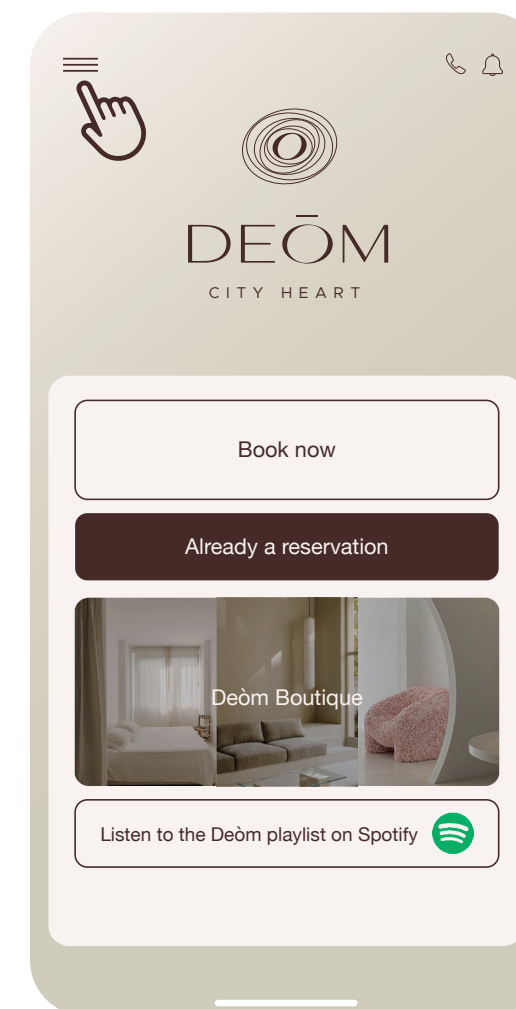 DEŌM
CITY HEART
Book now
Already a reservation
Deòm Boutique
Listen to the Deòm playlist on Spotify